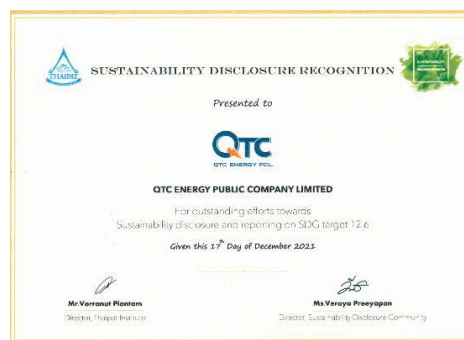 THAIPAT
SUSTAINABILITY DISCLOSURE RECOGNITION
SUSTAINABILITY
Presented to
QTC
QTC ENERGY PCL.
QTC ENERGY PUBLIC COMPANY LIMITED
For outstanding efforts towards
Sustainability disclosure and reporting on SDG target 12.6
Given this 17th Day of December 2021
Mr.Vorranut Piantam
Director, Thaipat Institute
Ms.Veraya Preeyapan
Director, Sustainability Disclosure Community